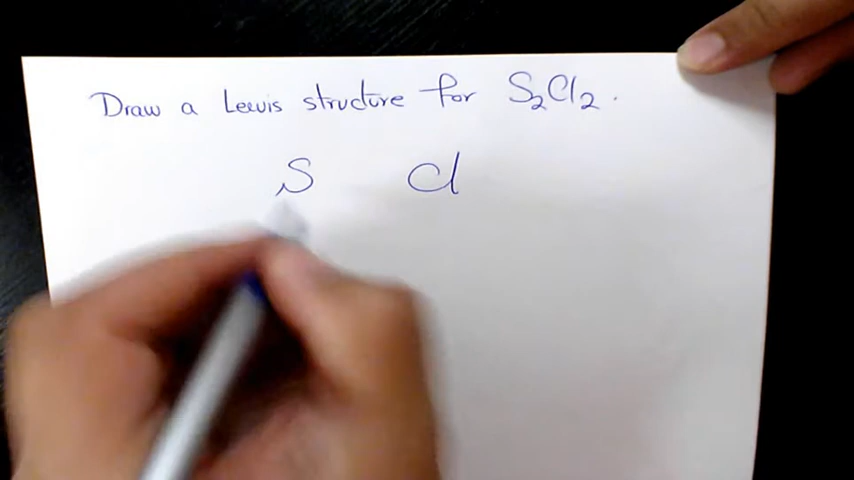 Draw a Lewis structure for S₂Cl₂.
S Cl